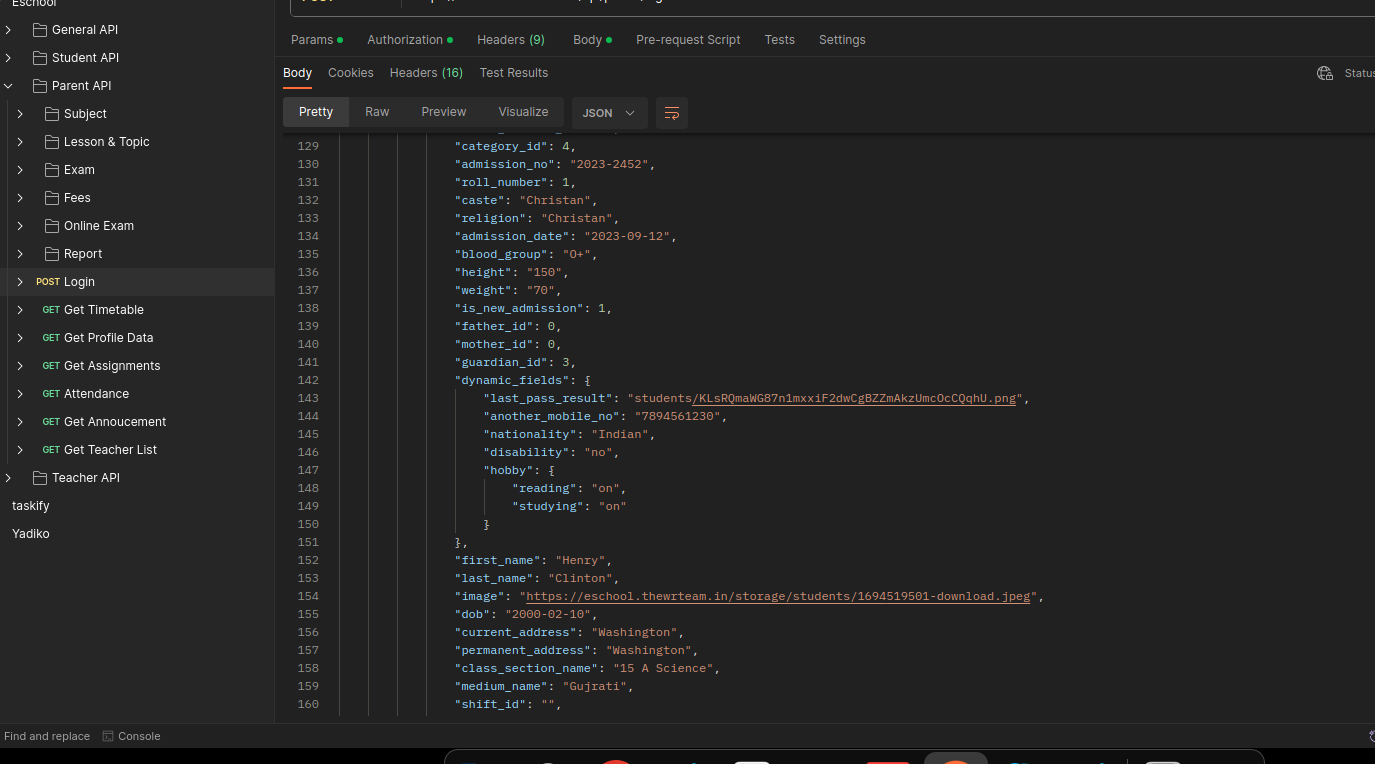 Eschool
General API
Student API
Parent API
Subject
Lesson & Topic
Exam
Fees
Online Exam
Report
POST Login
GET Get Timetable
GET Get Profile Data
GET Get Assignments
GET Attendance
GET Get Annoucement
GET Get Teacher List
Teacher API
taskify
Yadiko
Params Authorization Headers (9) Body Pre-request Script Tests Settings
Body Cookies Headers (16) Test Results Status
Pretty Raw Preview Visualize JSON
129 "category_id": 4,
130 "admission_no": "2023-2452",
131 "roll_number": 1,
132 "caste": "Christan",
133 "religion": "Christan",
134 "admission_date": "2023-09-12",
135 "blood_group": "O+",
136 "height": "150",
137 "weight": "70",
138 "is_new_admission": 1,
139 "father_id": 0,
140 "mother_id": 0,
141 "guardian_id": 3,
142 "dynamic_fields": {
143 "last_pass_result": "students/KLsRQmaWG87n1mxxiF2dwCgBZZmAkzUmcOcCQqhU.png",
144 "another_mobile_no": "7894561230",
145 "nationality": "Indian",
146 "disability": "no",
147 "hobby": {
148 "reading": "on",
149 "studying": "on"
150 }
151 },
152 "first_name": "Henry",
153 "last_name": "Clinton",
154 "image": "https://eschool.thewrteam.in/storage/students/1694519501-download.jpeg",
155 "dob": "2000-02-10",
156 "current_address": "Washington",
157 "permanent_address": "Washington",
158 "class_section_name": "15 A Science",
159 "medium_name": "Gujrati",
160 "shift_id": "",
Find and replace Console